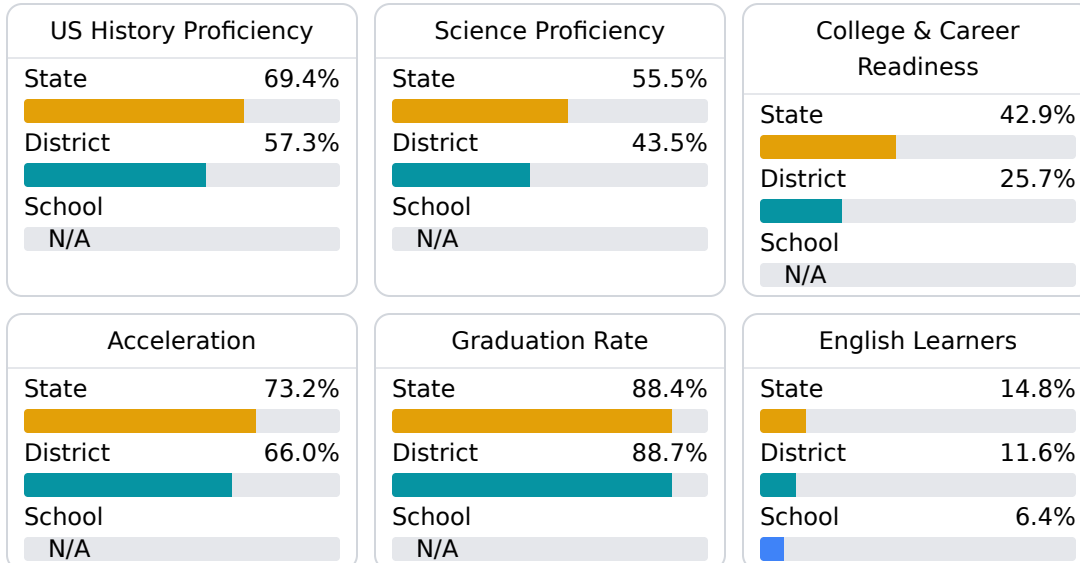 US History Proficiency
State 69.4%
District 57.3%
School
N/A
Science Proficiency
State 55.5%
District 43.5%
School
N/A
College & Career
Readiness
State 42.9%
District 25.7%
School
N/A
Acceleration
State 73.2%
District 66.0%
School
N/A
Graduation Rate
State 88.4%
District 88.7%
School
N/A
English Learners
State 14.8%
District 11.6%
School 6.4%